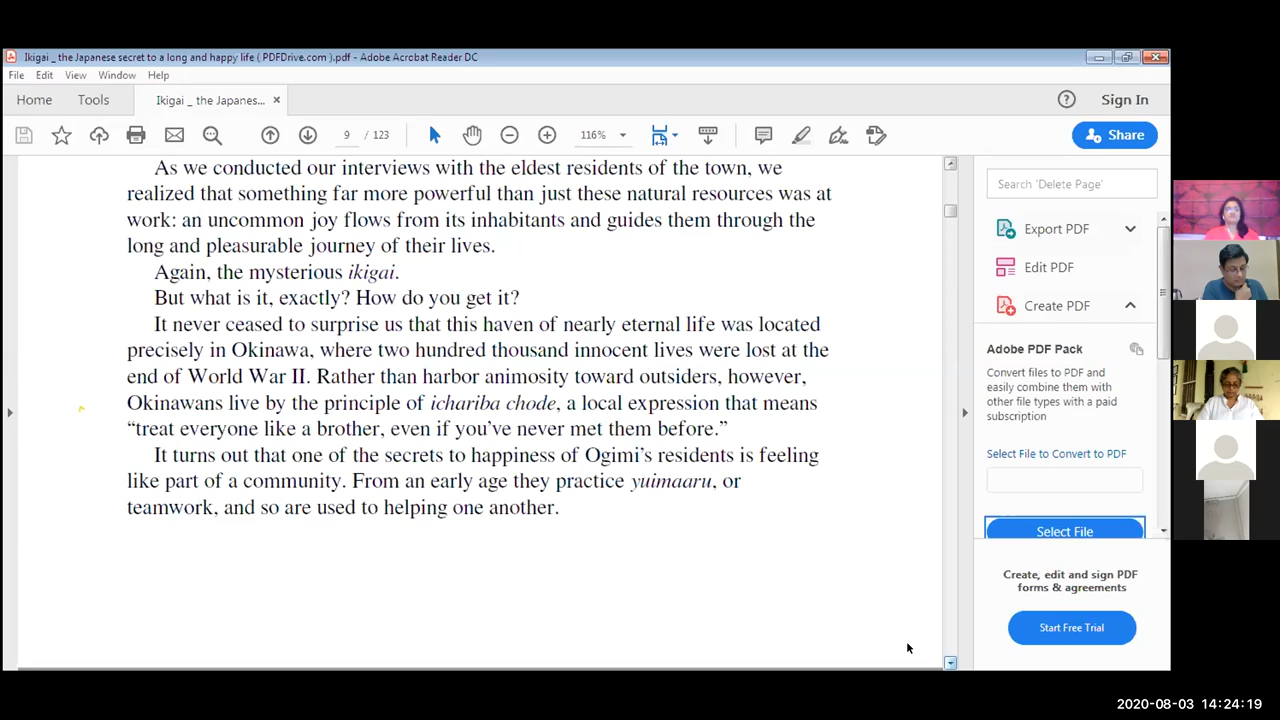 Ikigai _ the Japanese secret to a long and happy life ( PDFDrive.com ).pdf - Adobe Acrobat Reader DC
File Edit View Window Help
Home Tools Ikigai _ the Japanes... × Sign In
9 / 123 116% Share
As we conducted our interviews with the eldest residents of the town, we
realized that something far more powerful than just these natural resources was at
work: an uncommon joy flows from its inhabitants and guides them through the
long and pleasurable journey of their lives.
Again, the mysterious ikigai.
But what is it, exactly? How do you get it?
It never ceased to surprise us that this haven of nearly eternal life was located
precisely in Okinawa, where two hundred thousand innocent lives were lost at the
end of World War II. Rather than harbor animosity toward outsiders, however,
Okinawans live by the principle of ichariba chode, a local expression that means
“treat everyone like a brother, even if you’ve never met them before.”
It turns out that one of the secrets to happiness of Ogimi’s residents is feeling
like part of a community. From an early age they practice yuimaaru, or
teamwork, and so are used to helping one another.
Search 'Delete Page'
Export PDF
Edit PDF
Create PDF
Adobe PDF Pack
Convert files to PDF and
easily combine them with
other file types with a paid
subscription
Select File to Convert to PDF
Select File
Create, edit and sign PDF
forms & agreements
Start Free Trial
2020-08-03 14:24:19